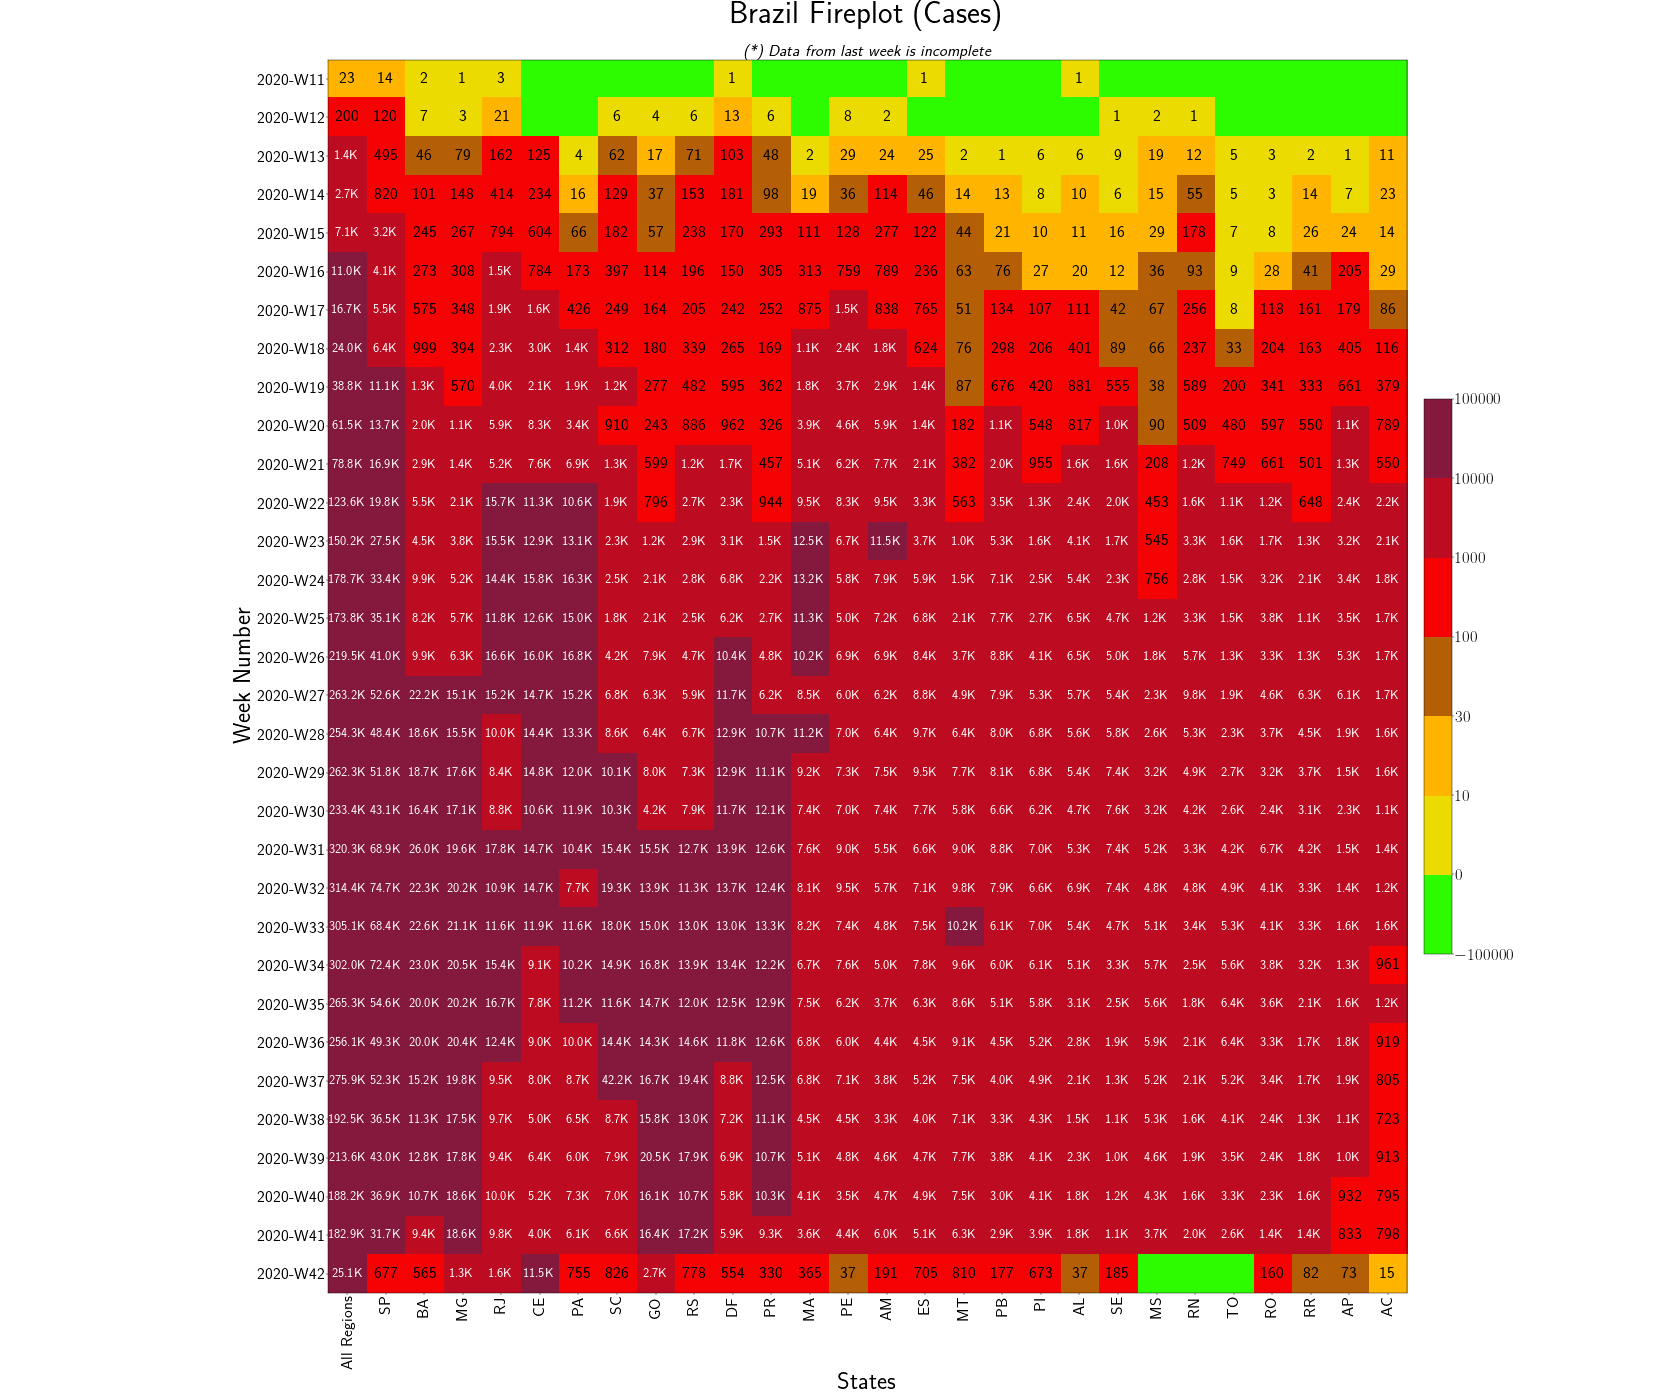 Brazil Fireplot (Cases)
(*) Data from last week is incomplete
2020-W11 23 14 2 1 3 1 1 1
2020-W12 200 120 7 3 21 6 4 6 13 6 8 2 1 2 1
2020-W13 1.4K 495 46 79 162 125 4 62 17 71 103 48 2 29 24 25 2 1 6 6 9 19 12 5 3 2 1 11
2020-W14 2.7K 820 101 148 414 234 16 129 37 153 181 98 19 36 114 46 14 13 8 10 6 15 55 5 3 14 7 23
2020-W15 7.1K 3.2K 245 267 794 604 66 182 57 238 170 293 111 128 277 122 44 21 10 11 16 29 178 7 8 26 24 14
2020-W16 11.0K 4.1K 273 308 1.5K 784 173 397 114 196 150 305 313 759 789 236 63 76 27 20 12 36 93 9 28 41 205 29
2020-W17 16.7K 5.5K 575 348 1.9K 1.6K 426 249 164 205 242 252 875 1.5K 838 765 51 134 107 111 42 67 256 8 118 161 179 86
2020-W18 24.0K 6.4K 999 394 2.3K 3.0K 1.4K 312 180 339 265 169 1.1K 2.4K 1.8K 624 76 298 206 401 89 66 237 33 204 163 405 116
2020-W19 38.8K 11.1K 1.3K 570 4.0K 2.1K 1.9K 1.2K 277 482 595 362 1.8K 3.7K 2.9K 1.4K 87 676 420 881 555 38 589 200 341 333 661 379
2020-W20 61.5K 13.7K 2.0K 1.1K 5.9K 8.3K 3.4K 910 243 886 962 326 3.9K 4.6K 5.9K 1.4K 182 1.1K 548 817 1.0K 90 509 480 597 550 1.1K 789
2020-W21 78.8K 16.9K 2.9K 1.4K 5.2K 7.6K 6.9K 1.3K 599 1.2K 1.7K 457 5.1K 6.2K 7.7K 2.1K 382 2.0K 955 1.6K 1.6K 208 1.2K 749 661 501 1.3K 550
2020-W22 123.6K 19.8K 5.5K 2.1K 15.7K 11.3K 10.6K 1.9K 796 2.7K 2.3K 944 9.5K 8.3K 9.5K 3.3K 563 3.5K 1.3K 2.4K 2.0K 453 1.6K 1.1K 1.2K 648 2.4K 2.2K
2020-W23 150.2K 27.5K 4.5K 3.8K 15.5K 12.9K 13.1K 2.3K 1.2K 2.9K 3.1K 1.5K 12.5K 6.7K 11.5K 3.7K 1.0K 5.3K 1.6K 4.1K 1.7K 545 3.3K 1.6K 1.7K 1.3K 3.2K 2.1K
2020-W24 178.7K 33.4K 9.9K 5.2K 14.4K 15.8K 16.3K 2.5K 2.1K 2.8K 6.8K 2.2K 13.2K 5.8K 7.9K 5.9K 1.5K 7.1K 2.5K 5.4K 2.3K 756 2.8K 1.5K 3.2K 2.1K 3.4K 1.8K
2020-W25 173.8K 35.1K 8.2K 5.7K 11.8K 12.6K 15.0K 1.8K 2.1K 2.5K 6.2K 2.7K 11.3K 5.0K 7.2K 6.8K 2.1K 7.7K 2.7K 6.5K 4.7K 1.2K 3.3K 1.5K 3.8K 1.1K 3.5K 1.7K
2020-W26 219.5K 41.0K 9.9K 6.3K 16.6K 16.0K 16.8K 4.2K 7.9K 4.7K 10.4K 4.8K 10.2K 6.9K 6.9K 8.4K 3.7K 8.8K 4.1K 6.5K 5.0K 1.8K 5.7K 1.3K 3.3K 1.3K 5.3K 1.7K
2020-W27 263.2K 52.6K 22.2K 15.1K 15.2K 14.7K 15.2K 6.8K 6.3K 5.9K 11.7K 6.2K 8.5K 6.0K 6.2K 8.8K 4.9K 7.9K 5.3K 5.7K 5.4K 2.3K 9.8K 1.9K 4.6K 6.3K 6.1K 1.7K
2020-W28 254.3K 48.4K 18.6K 15.5K 10.0K 14.4K 13.3K 8.6K 6.4K 6.7K 12.9K 10.7K 11.2K 7.0K 6.4K 9.7K 6.4K 8.0K 6.8K 5.6K 5.8K 2.6K 5.3K 2.3K 3.7K 4.5K 1.9K 1.6K
2020-W29 262.3K 51.8K 18.7K 17.6K 8.4K 14.8K 12.0K 10.1K 8.0K 7.3K 12.9K 11.1K 9.2K 7.3K 7.5K 9.5K 7.7K 8.1K 6.8K 5.4K 7.4K 3.2K 4.9K 2.7K 3.2K 3.7K 1.5K 1.6K
2020-W30 233.4K 43.1K 16.4K 17.1K 8.8K 10.6K 11.9K 10.3K 4.2K 7.9K 11.7K 12.1K 7.4K 7.0K 7.4K 7.7K 5.8K 6.6K 6.2K 4.7K 7.6K 3.2K 4.2K 2.6K 2.4K 3.1K 2.3K 1.1K
2020-W31 320.3K 68.9K 26.0K 19.6K 17.8K 14.7K 10.4K 15.4K 15.5K 12.7K 13.9K 12.6K 7.6K 9.0K 5.5K 6.6K 9.0K 8.8K 7.0K 5.3K 7.4K 5.2K 3.3K 4.2K 6.7K 4.2K 1.5K 1.4K
2020-W32 314.4K 74.7K 22.3K 20.2K 10.9K 14.7K 7.7K 19.3K 13.9K 11.3K 13.7K 12.4K 8.1K 9.5K 5.7K 7.1K 9.8K 7.9K 6.6K 6.9K 7.4K 4.8K 4.8K 4.9K 4.1K 3.3K 1.4K 1.2K
2020-W33 305.1K 68.4K 22.6K 21.1K 11.6K 11.9K 11.6K 18.0K 15.0K 13.0K 13.0K 13.3K 8.2K 7.4K 4.8K 7.5K 10.2K 6.1K 7.0K 5.4K 4.7K 5.1K 3.4K 5.3K 4.1K 3.3K 1.6K 1.6K
2020-W34 302.0K 72.4K 23.0K 20.5K 15.4K 9.1K 10.2K 14.9K 16.8K 13.9K 13.4K 12.2K 6.7K 7.6K 5.0K 7.8K 9.6K 6.0K 6.1K 5.1K 3.3K 5.7K 2.5K 5.6K 3.8K 3.2K 1.3K 961
2020-W35 265.3K 54.6K 20.0K 20.2K 16.7K 7.8K 11.2K 11.6K 14.7K 12.0K 12.5K 12.9K 7.5K 6.2K 3.7K 6.3K 8.6K 5.1K 5.8K 3.1K 2.5K 5.6K 1.8K 6.4K 3.6K 2.1K 1.6K 1.2K
2020-W36 256.1K 49.3K 20.0K 20.4K 12.4K 9.0K 10.0K 14.4K 14.3K 14.6K 11.8K 12.6K 6.8K 6.0K 4.4K 4.5K 9.1K 4.5K 5.2K 2.8K 1.9K 5.9K 2.1K 6.4K 3.3K 1.7K 1.8K 919
2020-W37 275.9K 52.3K 15.2K 19.8K 9.5K 8.0K 8.7K 42.2K 16.7K 19.4K 8.8K 12.5K 6.8K 7.1K 3.8K 5.2K 7.5K 4.0K 4.9K 2.1K 1.3K 5.2K 2.1K 5.2K 3.4K 1.7K 1.9K 805
2020-W38 192.5K 36.5K 11.3K 17.5K 9.7K 5.0K 6.5K 8.7K 15.8K 13.0K 7.2K 11.1K 4.5K 4.5K 3.3K 4.0K 7.1K 3.3K 4.3K 1.5K 1.1K 5.3K 1.6K 4.1K 2.4K 1.3K 1.1K 723
2020-W39 213.6K 43.0K 12.8K 17.8K 9.4K 6.4K 6.0K 7.9K 20.5K 17.9K 6.9K 10.7K 5.1K 4.8K 4.6K 4.7K 7.7K 3.8K 4.1K 2.3K 1.0K 4.6K 1.9K 3.5K 2.4K 1.8K 1.0K 913
2020-W40 188.2K 36.9K 10.7K 18.6K 10.0K 5.2K 7.3K 7.0K 16.1K 10.7K 5.8K 10.3K 4.1K 3.5K 4.7K 4.9K 7.5K 3.0K 4.1K 1.8K 1.2K 4.3K 1.6K 3.3K 2.3K 1.6K 932 795
2020-W41 182.9K 31.7K 9.4K 18.6K 9.8K 4.0K 6.1K 6.6K 16.4K 17.2K 5.9K 9.3K 3.6K 4.4K 6.0K 5.1K 6.3K 2.9K 3.9K 1.8K 1.1K 3.7K 2.0K 2.6K 1.4K 1.4K 833 798
2020-W42 25.1K 677 565 1.3K 1.6K 11.5K 755 826 2.7K 778 554 330 365 37 191 705 810 177 673 37 185 160 82 73 15
All Regions SP BA MG RJ CE PA SC GO RS DF PR MA PE AM ES MT PB PI AL SE MS RN TO RO RR AP AC
States
Week Number
100000
10000
1000
100
30
10
0
−100000